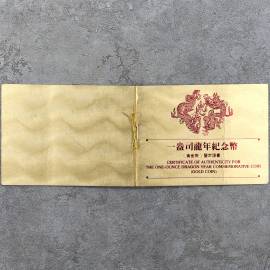 一盎司龍年紀念幣
CERTIFICATE OF AUTHENTICITY FOR
THE ONE-OUNCE DRAGON YEAR COMMEMORATIVE COIN
(GOLD COIN)